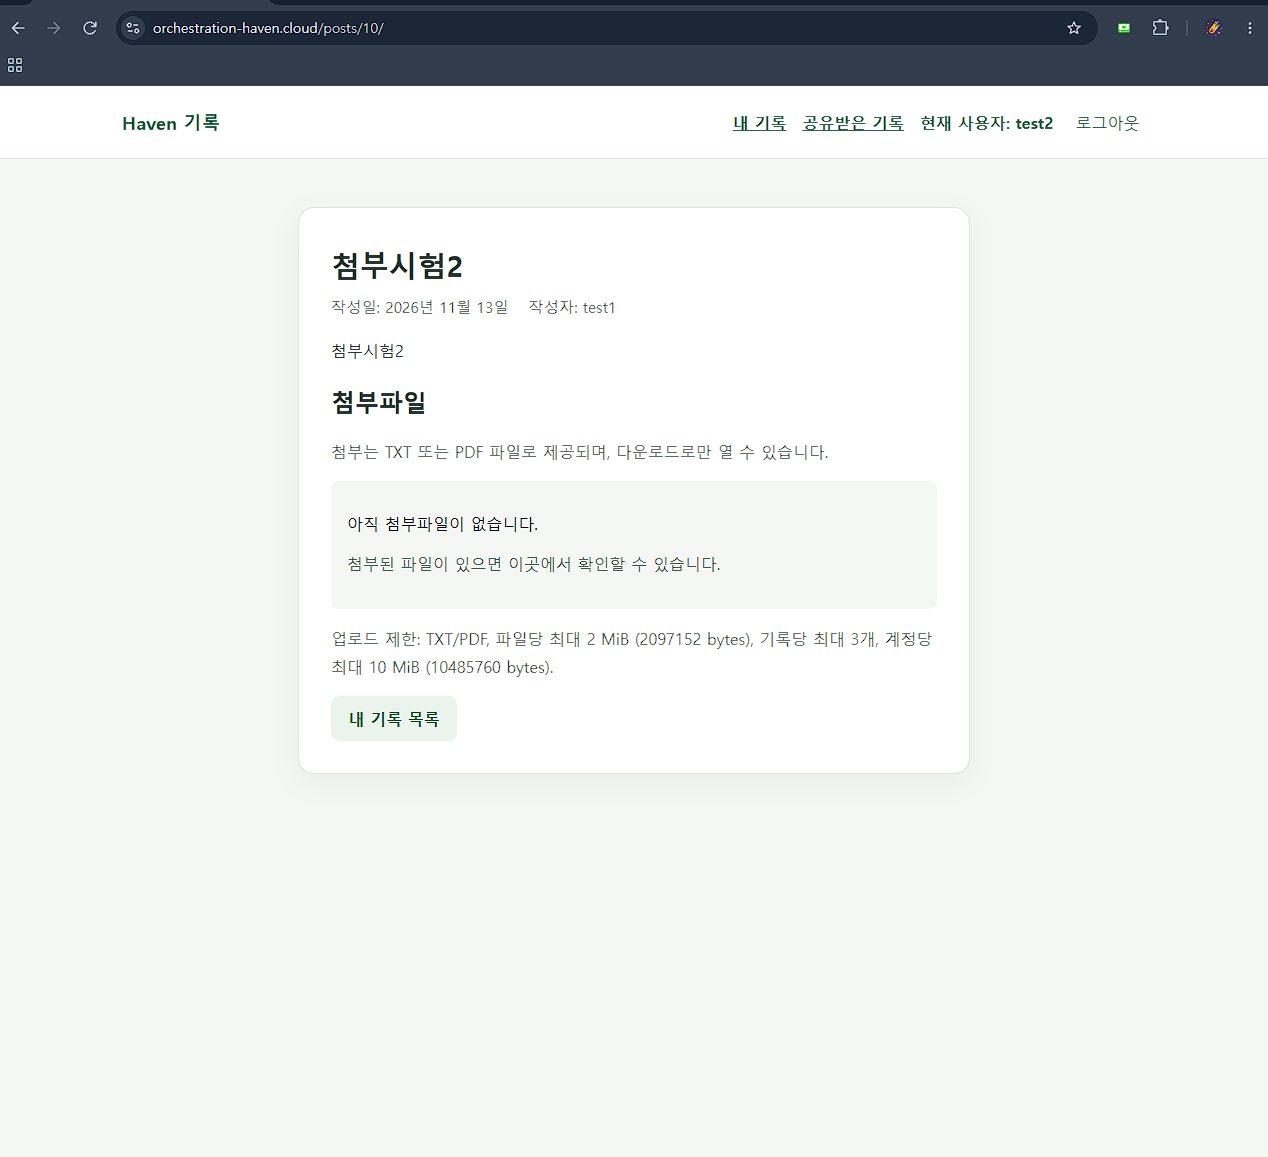 orchestration-haven.cloud/posts/10/
Haven 기록
내 기록 공유받은 기록 현재 사용자: test2 로그아웃
첨부시험2
작성일: 2026년 11월 13일 작성자: test1
첨부시험2
첨부파일
첨부는 TXT 또는 PDF 파일로 제공되며, 다운로드로만 열 수 있습니다.
아직 첨부파일이 없습니다.
첨부된 파일이 있으면 이곳에서 확인할 수 있습니다.
업로드 제한: TXT/PDF, 파일당 최대 2 MiB (2097152 bytes), 기록당 최대 3개, 계정당
최대 10 MiB (10485760 bytes).
내 기록 목록